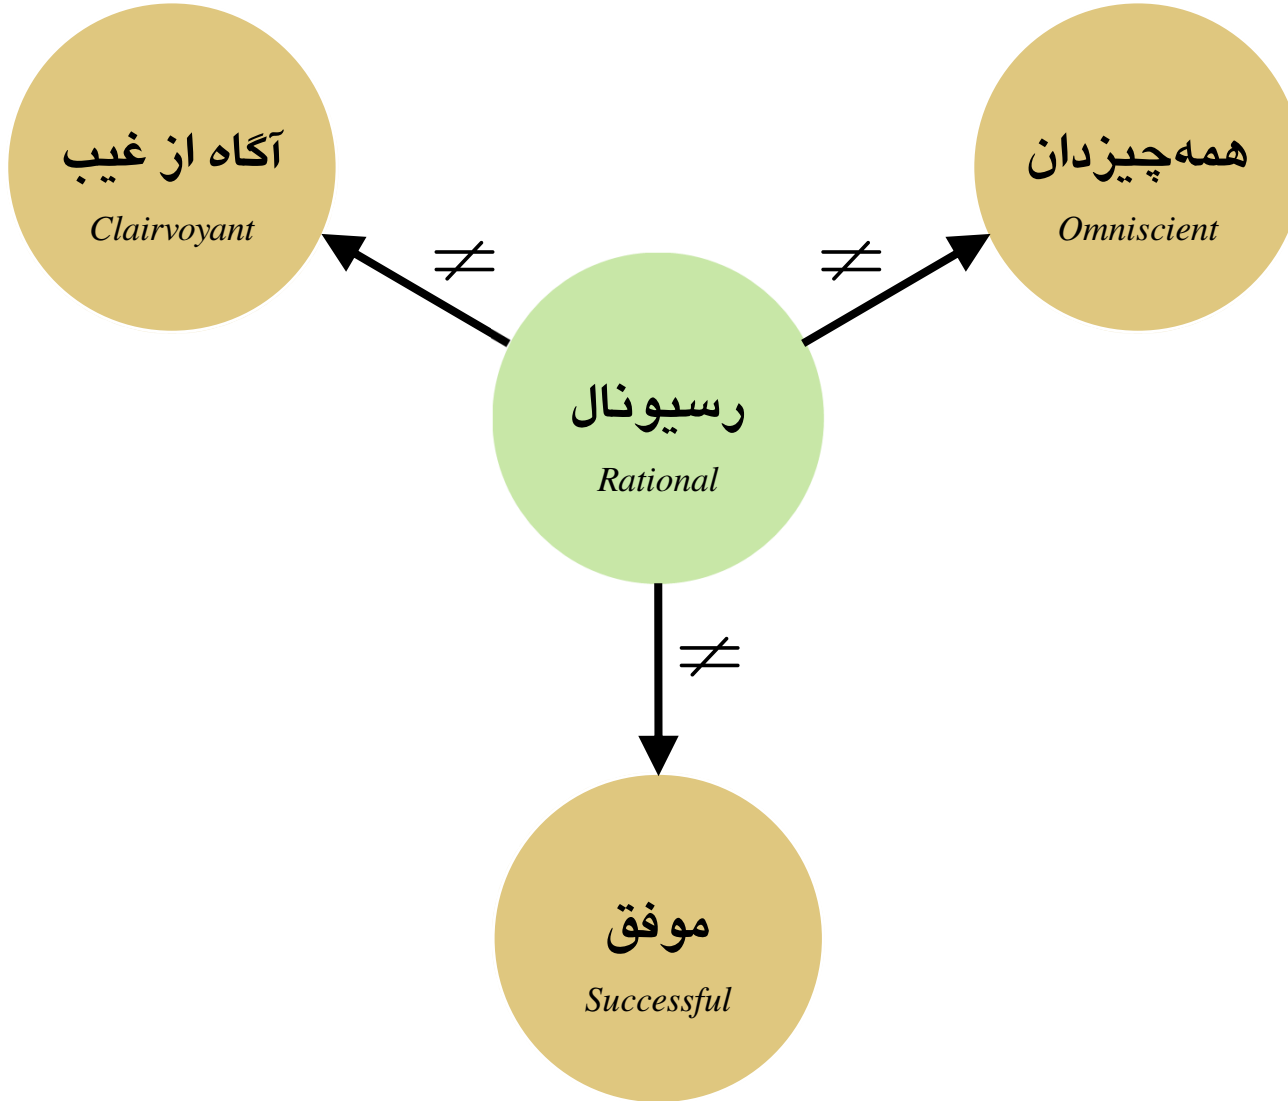 آگاه از غیب
Clairvoyant
همه‌چیزدان
Omniscient
≠
≠
رسیونال
Rational
≠
موفق
Successful